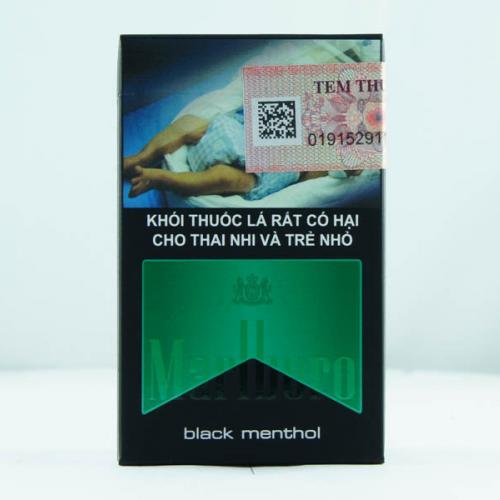 TEM THU
01915291
KHÓI THUỐC LÁ RẤT CÓ HẠI
CHO THAI NHI VÀ TRẺ NHỎ
Marlboro
black menthol